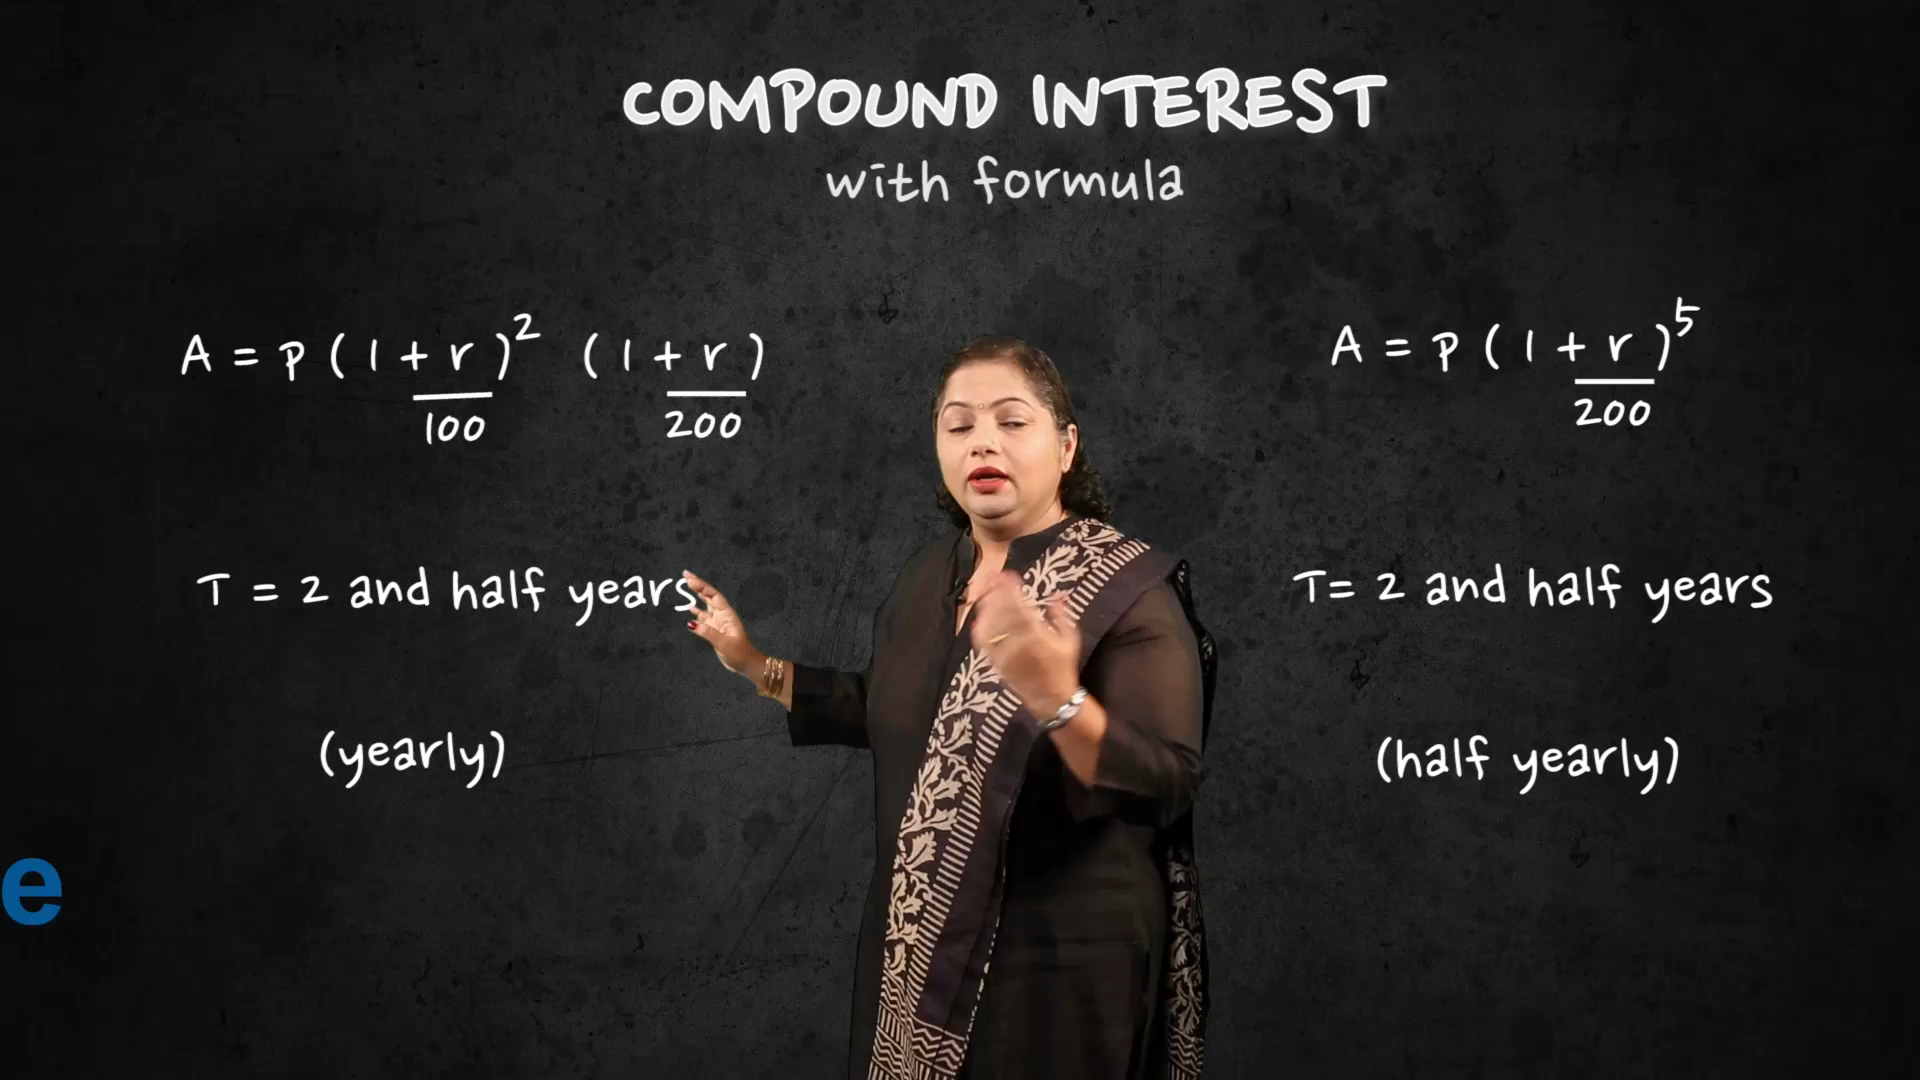 COMPOUND INTEREST
with formula
A = p ( 1 + r/100 )² ( 1 + r/200 )
T = 2 and half years
(yearly)
A = p ( 1 + r/200 )⁵
T= 2 and half years
(half yearly)
e